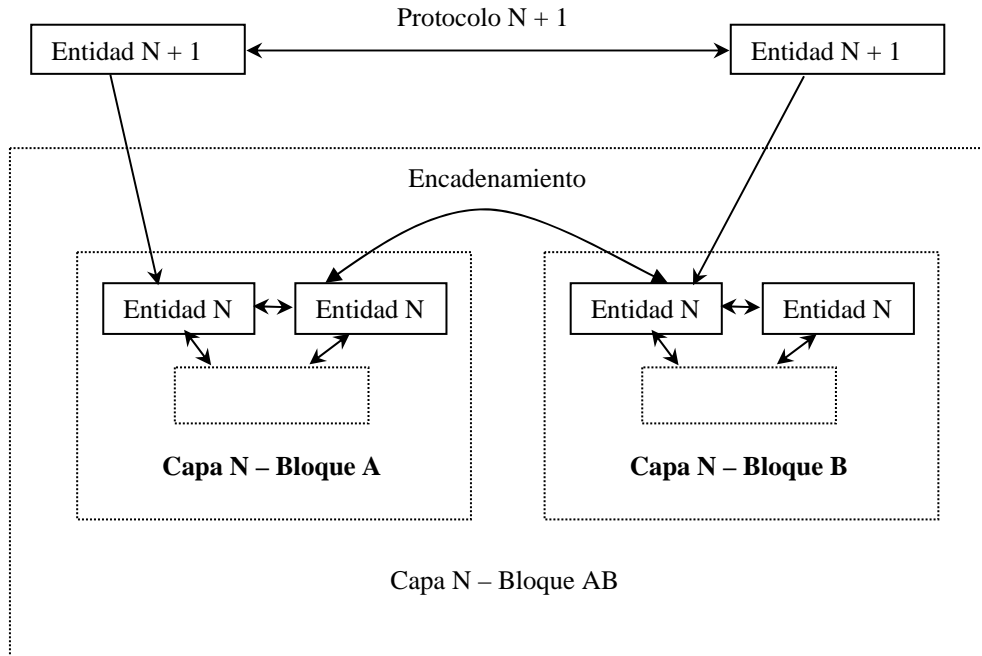 Protocolo N + 1
Entidad N + 1
Entidad N + 1
Encadenamiento
Entidad N
Entidad N
Entidad N
Entidad N
Capa N – Bloque A
Capa N – Bloque B
Capa N – Bloque AB